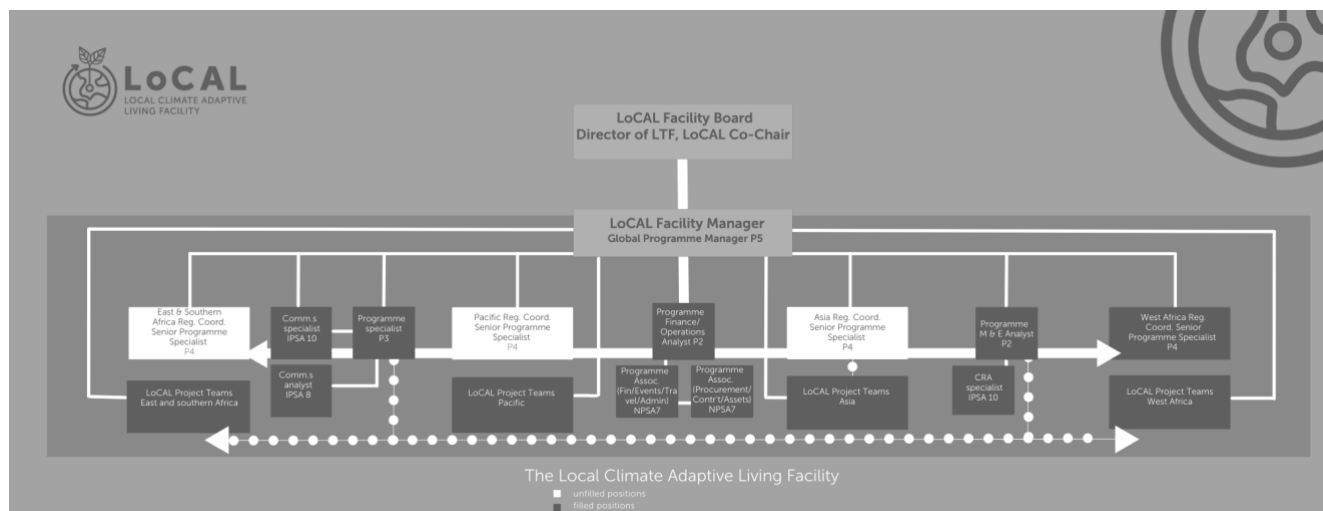 LoCAL
LOCAL CLIMATE ADAPTIVE
LIVING FACILITY
LoCAL Facility Board
Director of LTF, LoCAL Co-Chair
LoCAL Facility Manager
Global Programme Manager P5
East & Southern
Africa Reg. Coord.
Senior Programme
Specialist
P4
Comm.s
specialist
IPSA 10
Programme
specialist
P3
Pacific Reg. Coord.
Senior Programme
Specialist
P4
Programme
Finance/
Operations
Analyst P2
Asia Reg. Coord.
Senior Programme
Specialist
P4
Programme
M & E Analyst
P2
West Africa Reg.
Coord. Senior
Programme Specialist
P4
LoCAL Project Teams
East and southern Africa
Comm.s
analyst
IPSA 8
LoCAL Project Teams
Pacific
Programme
Assoc.
(Fin/Events/Tra
vel/Admin)
NPSA7
Programme
Assoc.
(Procurement/
Contr't/Assets)
NPSA7
LoCAL Project Teams
Asia
CRA
specialist
IPSA 10
LoCAL Project Teams
West Africa
The Local Climate Adaptive Living Facility
unfilled positions
filled positions